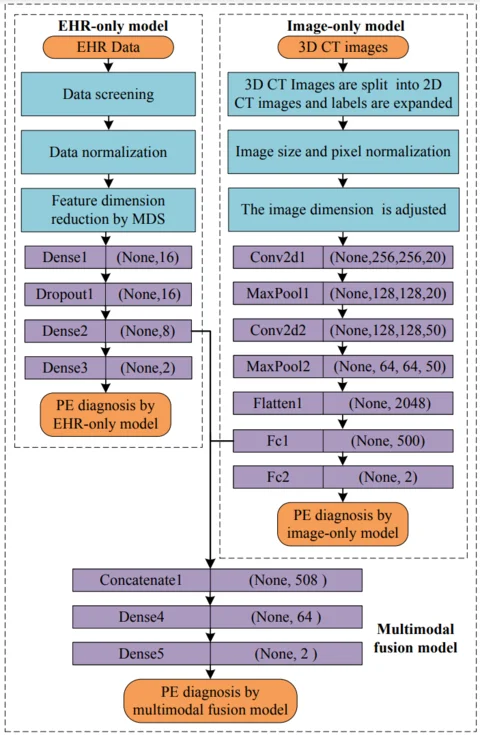 EHR-only model
EHR Data
Data screening
Data normalization
Feature dimension
reduction by MDS
Dense1 (None,16)
Dropout1 (None,16)
Dense2 (None,8)
Dense3 (None,2)
PE diagnosis by
EHR-only model
Image-only model
3D CT images
3D CT Images are split into 2D
CT images and labels are expanded
Image size and pixel normalization
The image dimension is adjusted
Conv2d1 (None,256,256,20)
MaxPool1 (None,128,128,20)
Conv2d2 (None,128,128,50)
MaxPool2 (None, 64, 64, 50)
Flatten1 (None, 2048)
Fc1 (None, 500)
Fc2 (None, 2)
PE diagnosis by
image-only model
Concatenate1 (None, 508 )
Dense4 (None, 64 )
Dense5 (None, 2 )
PE diagnosis by
multimodal fusion model
Multimodal
fusion model